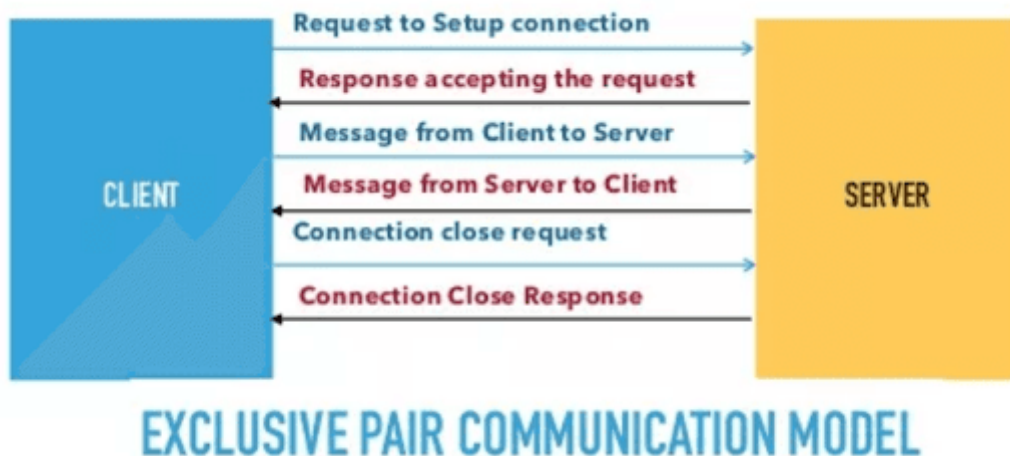 Request to Setup connection
Response accepting the request
Message from Client to Server
Message from Server to Client
Connection close request
Connection Close Response
CLIENT
SERVER
EXCLUSIVE PAIR COMMUNICATION MODEL